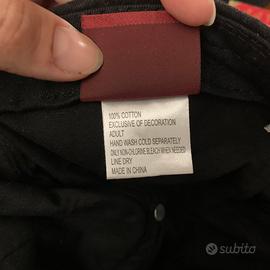 100% COTTON
EXCLUSIVE OF DECORATION
ADULT
HAND WASH COLD SEPARATELY
ONLY NON-CHLORINE BLEACH WHEN NEEDED
LINE DRY
MADE IN CHINA
subito